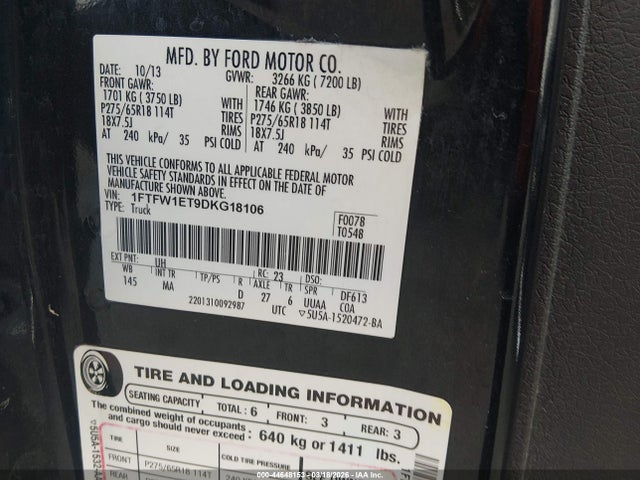 MFD. BY FORD MOTOR CO.
DATE: 10/13 GVWR: 3266 KG ( 7200 LB)
FRONT GAWR: REAR GAWR:
1701 KG ( 3750 LB) WITH 1746 KG ( 3850 LB) WITH
P275/65R18 114T TIRES P275/65R18 114T TIRES
18X7.5J RIMS 18X7.5J RIMS
AT 240 kPa/ 35 PSI COLD AT 240 kPa/ 35 PSI COLD
THIS VEHICLE CONFORMS TO ALL APPLICABLE FEDERAL MOTOR
VEHICLE SAFETY STANDARDS IN EFFECT ON THE DATE OF
MANUFACTURE SHOWN ABOVE.
VIN: 1FTFW1ET9DKG18106
TYPE: Truck
F0078
T0548
EXT PNT: UH RC: 23 DSO:
WB INT TR TP/PS R AXLE TR SPR DF613
145 MA D 27 6 UUAA COA
2201310092987 UTC ▽5U5A-1520472-BA
TIRE AND LOADING INFORMATION
SEATING CAPACITY TOTAL: 6 FRONT: 3 REAR: 3
The combined weight of occupants
and cargo should never exceed: 640 kg or 1411 lbs.
TIRE SIZE COLD TIRE PRESSURE
FRONT P275/65R18 114T
REAR
IAA -- 44648163 -- 03/18/2026 -- COPART